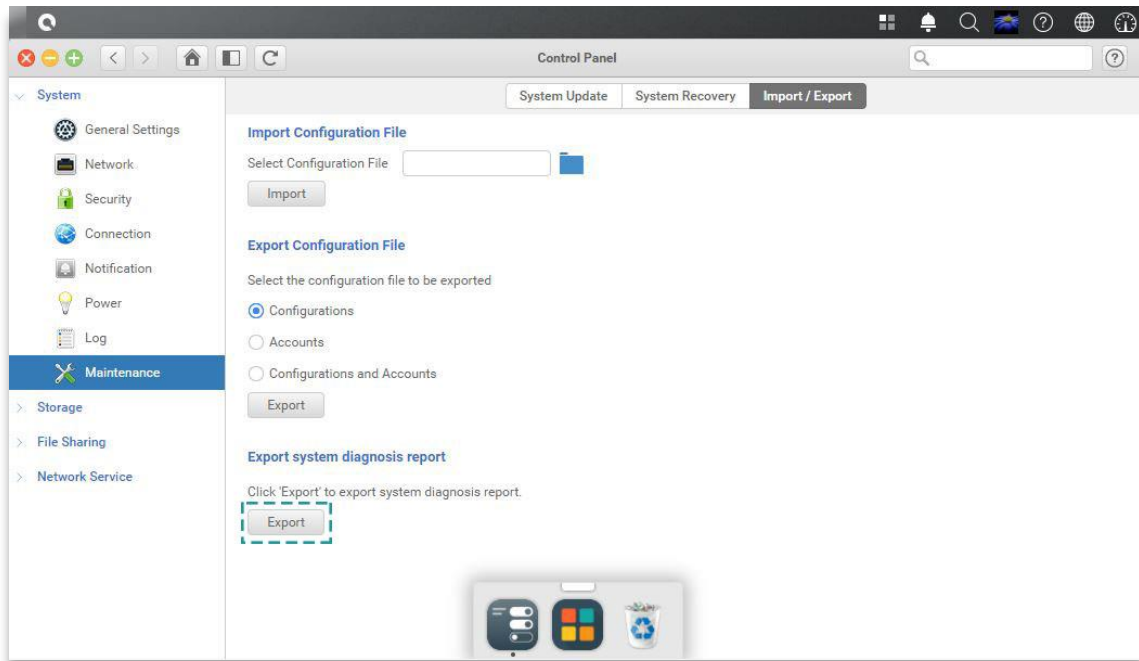 Control Panel
System
General Settings
Network
Security
Connection
Notification
Power
Log
Maintenance
Storage
File Sharing
Network Service
System Update
System Recovery
Import / Export
Import Configuration File
Select Configuration File
Import
Export Configuration File
Select the configuration file to be exported
Configurations
Accounts
Configurations and Accounts
Export
Export system diagnosis report
Click 'Export' to export system diagnosis report.
Export